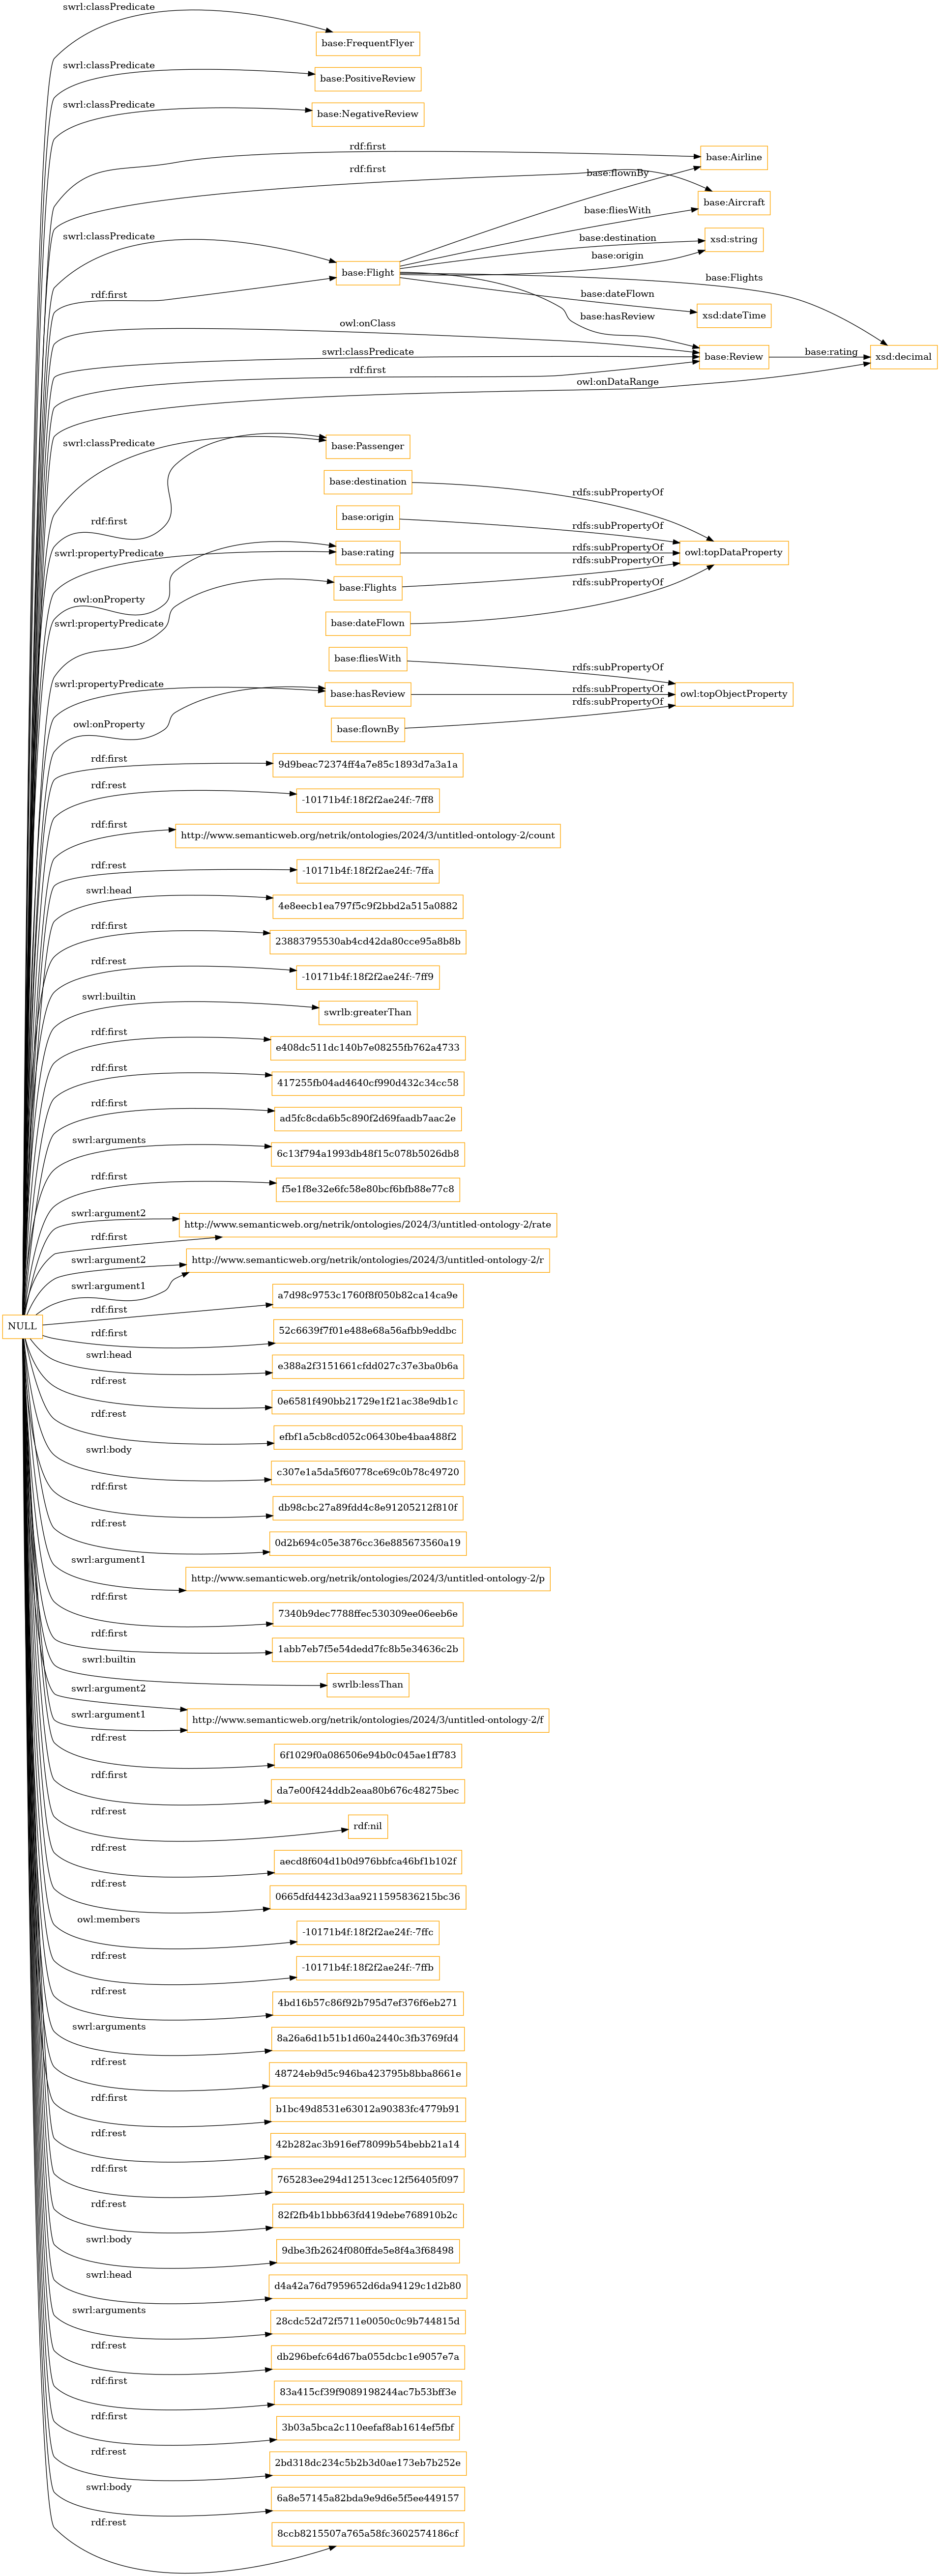 swrl:classPredicate
base:FrequentFlyer
swrl:classPredicate
base:PositiveReview
swrl:classPredicate
base:NegativeReview
rdf:first
base:Airline
rdf:first
base:flownBy
base:Aircraft
base:fliesWith
swrl:classPredicate
base:destination
xsd:string
base:origin
base:Flight
base:Flights
rdf:first
base:dateFlown
xsd:dateTime
base:hasReview
owl:onClass
swrl:classPredicate
base:Review
base:rating
xsd:decimal
rdf:first
owl:onDataRange
swrl:classPredicate
base:Passenger
base:destination
rdfs:subPropertyOf
rdf:first
base:origin
rdfs:subPropertyOf
swrl:propertyPredicate
base:rating
rdfs:subPropertyOf
owl:topDataProperty
rdfs:subPropertyOf
owl:onProperty
base:Flights
rdfs:subPropertyOf
swrl:propertyPredicate
base:dateFlown
base:fliesWith
rdfs:subPropertyOf
swrl:propertyPredicate
base:hasReview
rdfs:subPropertyOf
owl:topObjectProperty
rdfs:subPropertyOf
owl:onProperty
base:flownBy
rdf:first
9d9beac72374ff4a7e85c1893d7a3a1a
rdf:rest
-10171b4f:18f2f2ae24f:-7ff8
rdf:first
http://www.semanticweb.org/netrik/ontologies/2024/3/untitled-ontology-2/count
rdf:rest
-10171b4f:18f2f2ae24f:-7ffa
swrl:head
4e8eecb1ea797f5c9f2bbd2a515a0882
rdf:first
23883795530ab4cd42da80cce95a8b8b
rdf:rest
-10171b4f:18f2f2ae24f:-7ff9
swrl:builtin
swrlb:greaterThan
rdf:first
e408dc511dc140b7e08255fb762a4733
rdf:first
417255fb04ad4640cf990d432c34cc58
rdf:first
ad5fc8cda6b5c890f2d69faadb7aac2e
swrl:arguments
6c13f794a1993db48f15c078b5026db8
rdf:first
f5e1f8e32e6fc58e80bcf6bfb88e77c8
swrl:argument2
http://www.semanticweb.org/netrik/ontologies/2024/3/untitled-ontology-2/rate
rdf:first
swrl:argument2
http://www.semanticweb.org/netrik/ontologies/2024/3/untitled-ontology-2/r
swrl:argument1
a7d98c9753c1760f8f050b82ca14ca9e
rdf:first
NULL
rdf:first
52c6639f7f01e488e68a56afbb9eddbc
swrl:head
e388a2f3151661cfdd027c37e3ba0b6a
rdf:rest
0e6581f490bb21729e1f21ac38e9db1c
rdf:rest
efbf1a5cb8cd052c06430be4baa488f2
swrl:body
c307e1a5da5f60778ce69c0b78c49720
rdf:first
db98cbc27a89fdd4c8e91205212f810f
rdf:rest
0d2b694c05e3876cc36e885673560a19
swrl:argument1
http://www.semanticweb.org/netrik/ontologies/2024/3/untitled-ontology-2/p
rdf:first
7340b9dec7788ffec530309ee06eeb6e
rdf:first
1abb7eb7f5e54dedd7fc8b5e34636c2b
swrl:builtin
swrlb:lessThan
swrl:argument2
swrl:argument1
http://www.semanticweb.org/netrik/ontologies/2024/3/untitled-ontology-2/f
rdf:rest
6f1029f0a086506e94b0c045ae1ff783
rdf:first
da7e00f424ddb2eaa80b676c48275bec
rdf:rest
rdf:nil
rdf:rest
aecd8f604d1b0d976bbfca46bf1b102f
rdf:rest
0665dfd4423d3aa9211595836215bc36
owl:members
-10171b4f:18f2f2ae24f:-7ffc
rdf:rest
-10171b4f:18f2f2ae24f:-7ffb
rdf:rest
4bd16b57c86f92b795d7ef376f6eb271
swrl:arguments
8a26a6d1b51b1d60a2440c3fb3769fd4
rdf:rest
48724eb9d5c946ba423795b8bba8661e
rdf:first
b1bc49d8531e63012a90383fc4779b91
rdf:rest
42b282ac3b916ef78099b54bebb21a14
rdf:first
765283ee294d12513cec12f56405f097
rdf:rest
82f2fb4b1bbb63fd419debe768910b2c
swrl:body
9dbe3fb2624f080ffde5e8f4a3f68498
swrl:head
d4a42a76d7959652d6da94129c1d2b80
swrl:arguments
28cdc52d72f5711e0050c0c9b744815d
rdf:rest
db296befc64d67ba055dcbc1e9057e7a
rdf:first
83a415cf39f9089198244ac7b53bff3e
rdf:first
3b03a5bca2c110eefaf8ab1614ef5fbf
rdf:rest
2bd318dc234c5b2b3d0ae173eb7b252e
swrl:body
6a8e57145a82bda9e9d6e5f5ee449157
rdf:rest
8ccb8215507a765a58fc3602574186cf